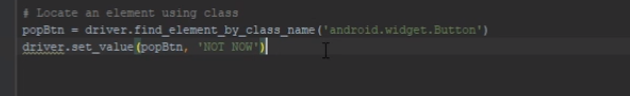 # Locate an element using class
popBtn = driver.find_element_by_class_name('android.widget.Button')
driver.set_value(popBtn, 'NOT NOW')